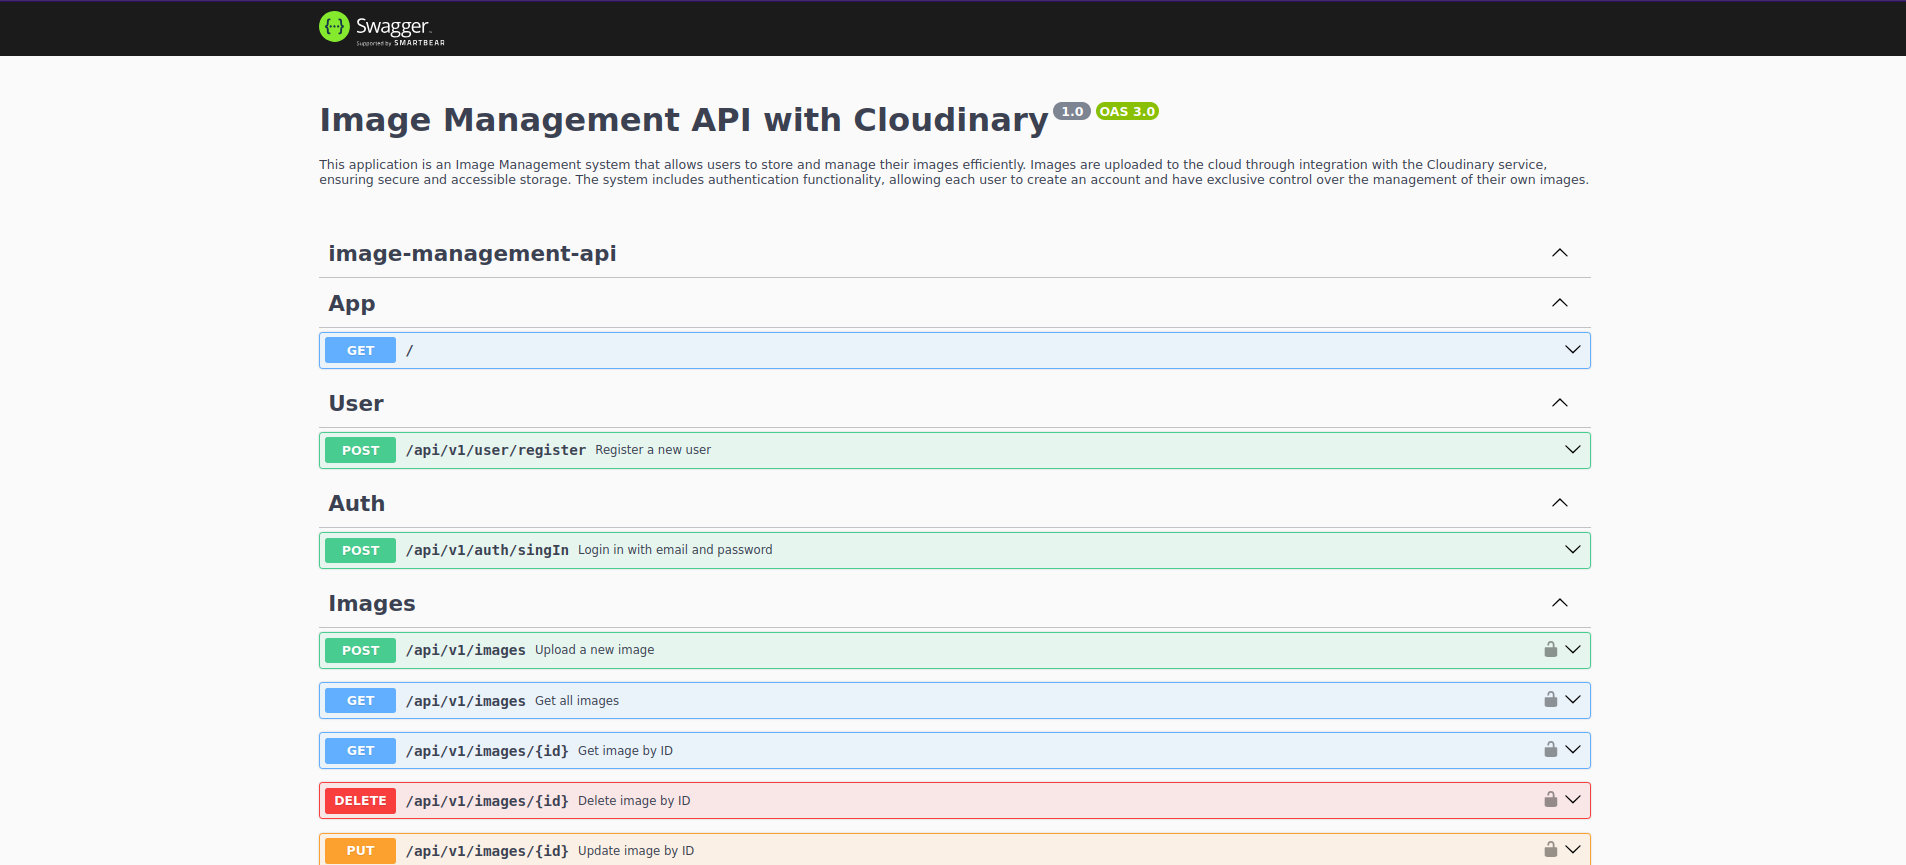 Swagger
Supported by SMARTBEAR
Image Management API with Cloudinary 1.0 OAS 3.0
This application is an Image Management system that allows users to store and manage their images efficiently. Images are uploaded to the cloud through integration with the Cloudinary service,
ensuring secure and accessible storage. The system includes authentication functionality, allowing each user to create an account and have exclusive control over the management of their own images.
image-management-api
App
GET /
User
POST /api/v1/user/register Register a new user
Auth
POST /api/v1/auth/singIn Login in with email and password
Images
POST /api/v1/images Upload a new image
GET /api/v1/images Get all images
GET /api/v1/images/{id} Get image by ID
DELETE /api/v1/images/{id} Delete image by ID
PUT /api/v1/images/{id} Update image by ID